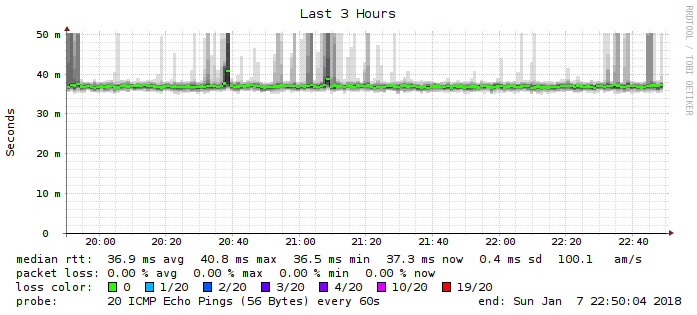 Last 3 Hours
RRDTOOL / TOBI OETIKER
Seconds
50 m
40 m
30 m
20 m
10 m
0
20:00 20:20 20:40 21:00 21:20 21:40 22:00 22:20 22:40
median rtt: 36.9 ms avg 40.8 ms max 36.5 ms min 37.3 ms now 0.4 ms sd 100.1 am/s
packet loss: 0.00 % avg 0.00 % max 0.00 % min 0.00 % now
loss color: 0 1/20 2/20 3/20 4/20 10/20 19/20
probe: 20 ICMP Echo Pings (56 Bytes) every 60s end: Sun Jan 7 22:50:04 2018